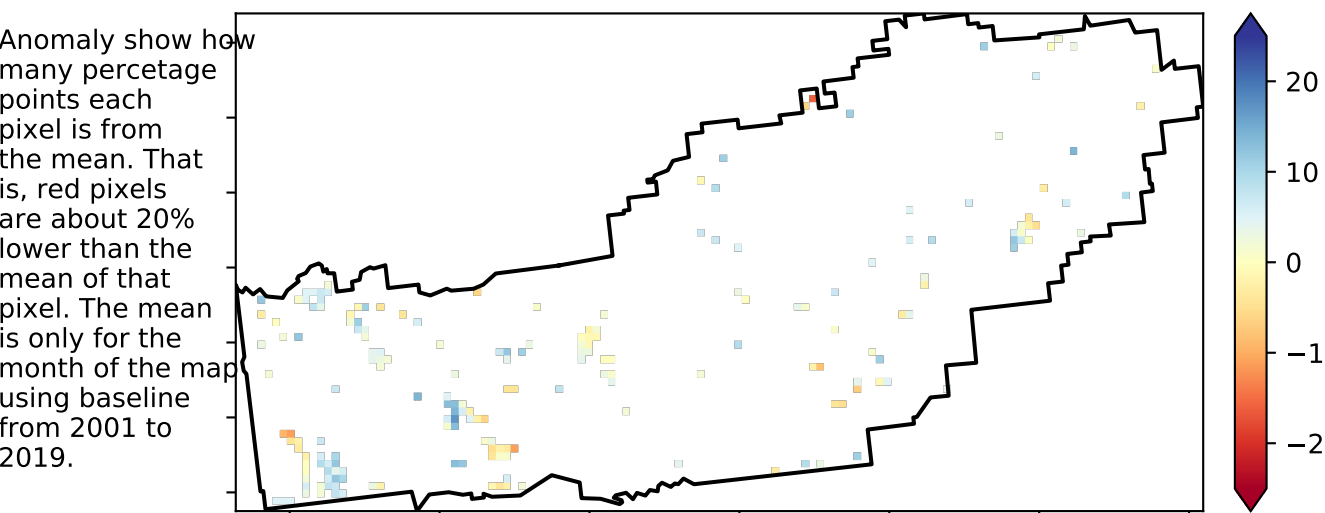 Anomaly show how
many percetage
points each
pixel is from
the mean. That
is, red pixels
are about 20%
lower than the
mean of that
pixel. The mean
is only for the
month of the map
using baseline
from 2001 to
2019.
20
10
0
−1
−2